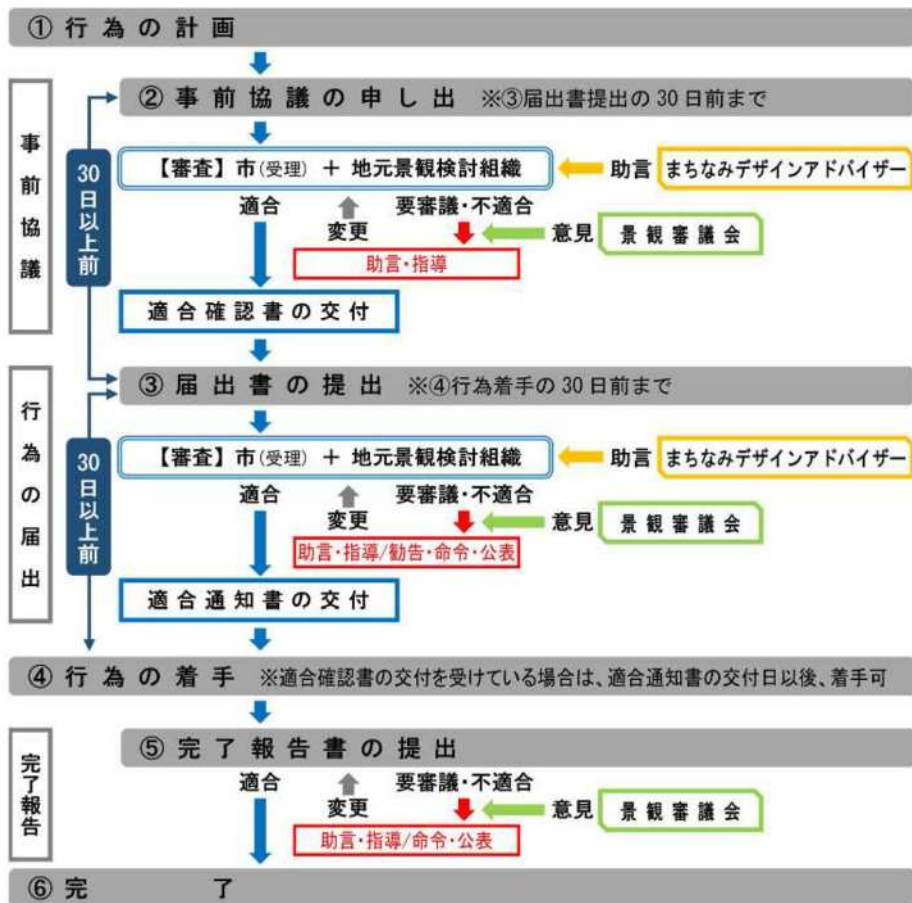 ①行為の計画
事前協議
30日以上前
②事前協議の申し出 ※③届出書提出の30日前まで
【審査】市(受理) + 地元景観検討組織
助言
まちなみデザインアドバイザー
適合
変更
要審議・不適合
意見
景観審議会
助言・指導
適合確認書の交付
行為の届出
30日以上前
③届出書の提出 ※④行為着手の30日前まで
【審査】市(受理) + 地元景観検討組織
助言
まちなみデザインアドバイザー
適合
変更
要審議・不適合
意見
景観審議会
助言・指導/勧告・命令・公表
適合通知書の交付
④行為の着手 ※適合確認書の交付を受けている場合は、適合通知書の交付日以後、着手可
完了報告
⑤完了報告書の提出
適合
変更
要審議・不適合
意見
景観審議会
助言・指導/命令・公表
⑥完了